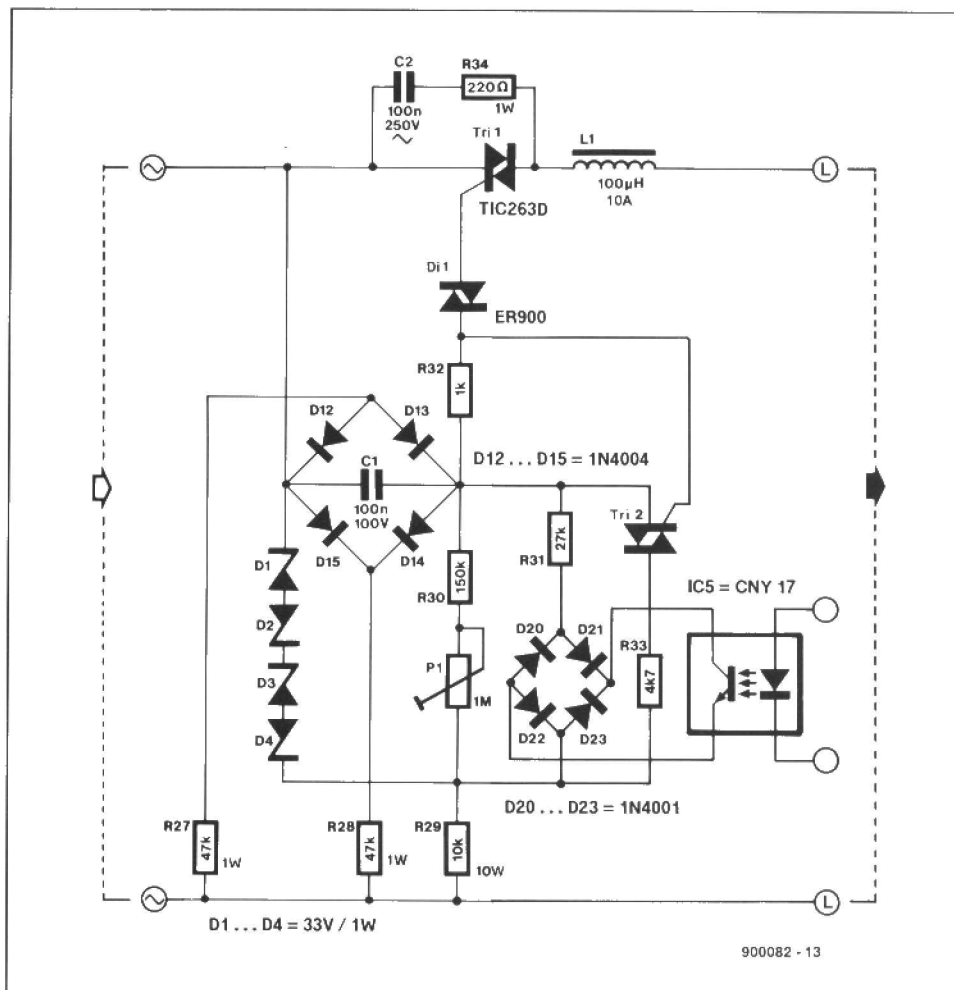 C2
R34
220Ω
100n
250V
~
1W
Tri 1
L1
~
L
100µH
10A
TIC263D
Di1
ER900
R32
1k
D12
D13
C1
D12 ... D15 = 1N4004
100n
100V
Tri 2
D15
D14
R31
27k
D1
150k
R30
IC5 = CNY 17
D2
D20
D21
R33
P1
4k7
D3
1M
D4
D22
D23
D20 ... D23 = 1N4001
R27
47k
1W
R28
47k
1W
R29
10k
10W
~
L
D1 ... D4 = 33V / 1W
900082 - 13